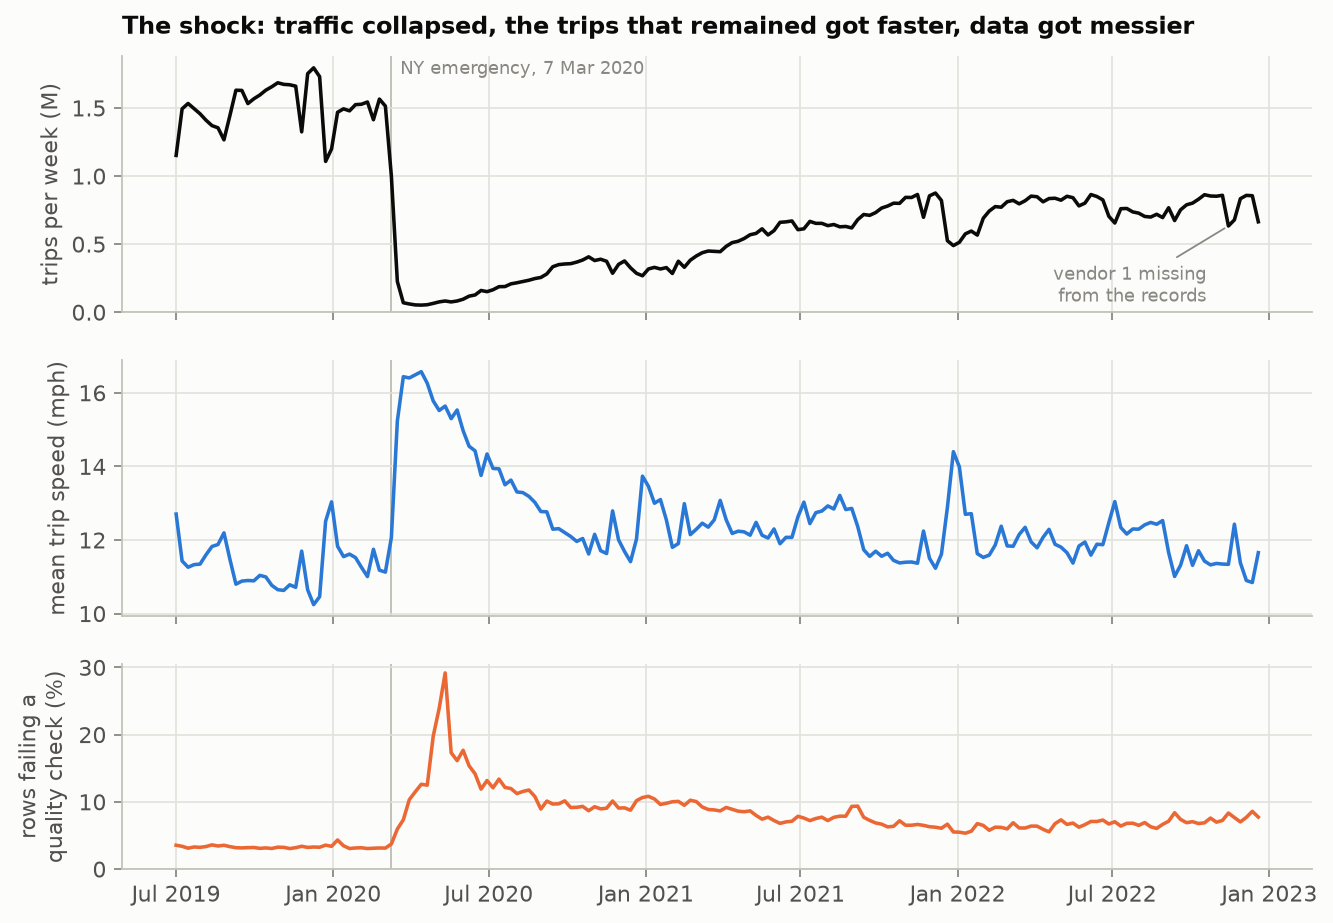 The shock: traffic collapsed, the trips that remained got faster, data got messier
NY emergency, 7 Mar 2020
trips per week (M)
1.5
1.0
0.5
0.0
vendor 1 missing
from the records
mean trip speed (mph)
16
14
12
10
rows failing a
quality check (%)
30
20
10
0
Jul 2019
Jan 2020
Jul 2020
Jan 2021
Jul 2021
Jan 2022
Jul 2022
Jan 2023